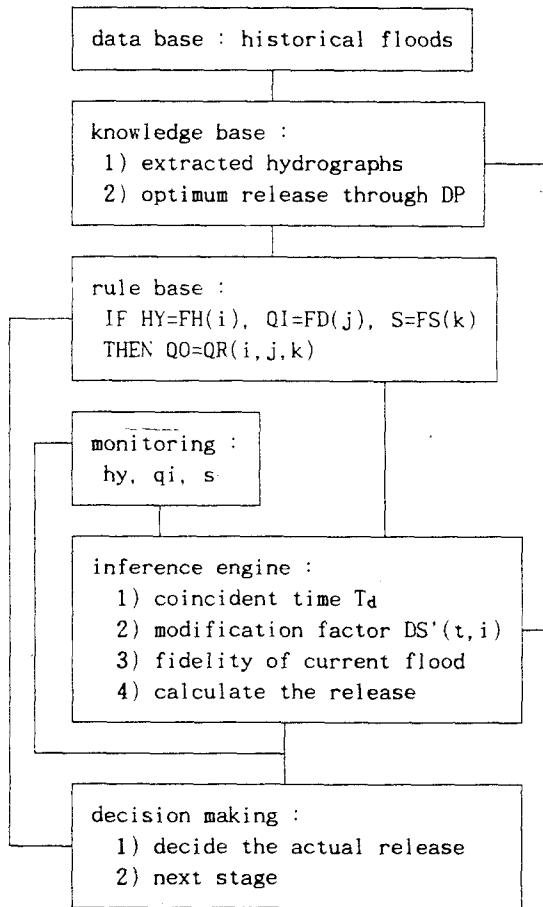 data base : historical floods
knowledge base :
1) extracted hydrographs
2) optimum release through DP
rule base :
IF HY=FH(i), QI=FD(j), S=FS(k)
THEN QO=QR(i,j,k)
monitoring :
hy, qi, s
inference engine :
1) coincident time Td
2) modification factor DS'(t,i)
3) fidelity of current flood
4) calculate the release
decision making :
1) decide the actual release
2) next stage